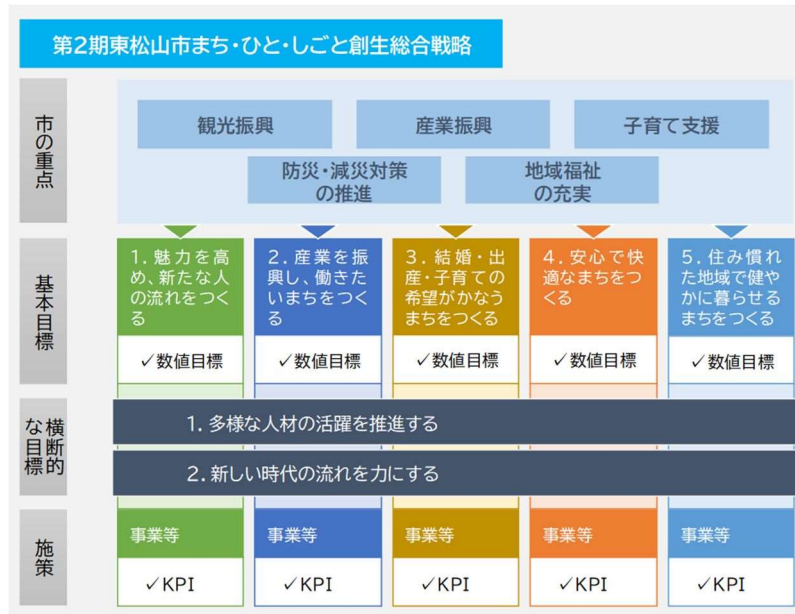 第2期東松山市まち・ひと・しごと創生総合戦略
市の重点
観光振興
産業振興
子育て支援
防災・減災対策
の推進
地域福祉
の充実
基本目標
1.魅力を高
め、新たな人
の流れをつく
る
✓数値目標
2.産業を振
興し、働きた
いまちをつく
る
✓数値目標
3.結婚・出
産・子育ての
希望がかなう
まちをつくる
✓数値目標
4.安心で快
適なまちをつ
くる
✓数値目標
5.住み慣れ
た地域で健や
かに暮らせる
まちをつくる
✓数値目標
横断的
な目標
1.多様な人材の活躍を推進する
2.新しい時代の流れを力にする
施策
事業等
✓KPI
事業等
✓KPI
事業等
✓KPI
事業等
✓KPI
事業等
✓KPI